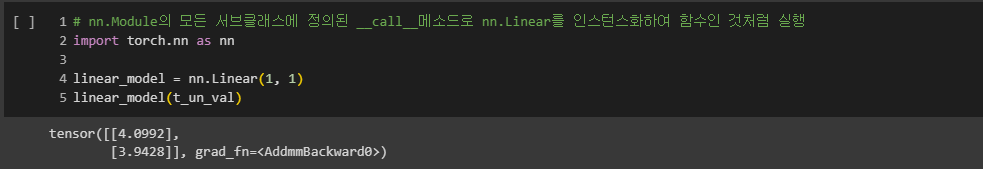 [ ] 1 # nn.Module의 모든 서브클래스에 정의된 __call__메소드로 nn.Linear를 인스턴스화하여 함수인 것처럼 실행
2 import torch.nn as nn
3
4 linear_model = nn.Linear(1, 1)
5 linear_model(t_un_val)
tensor([[4.0992],
[3.9428]], grad_fn=<AddmmBackward0>)